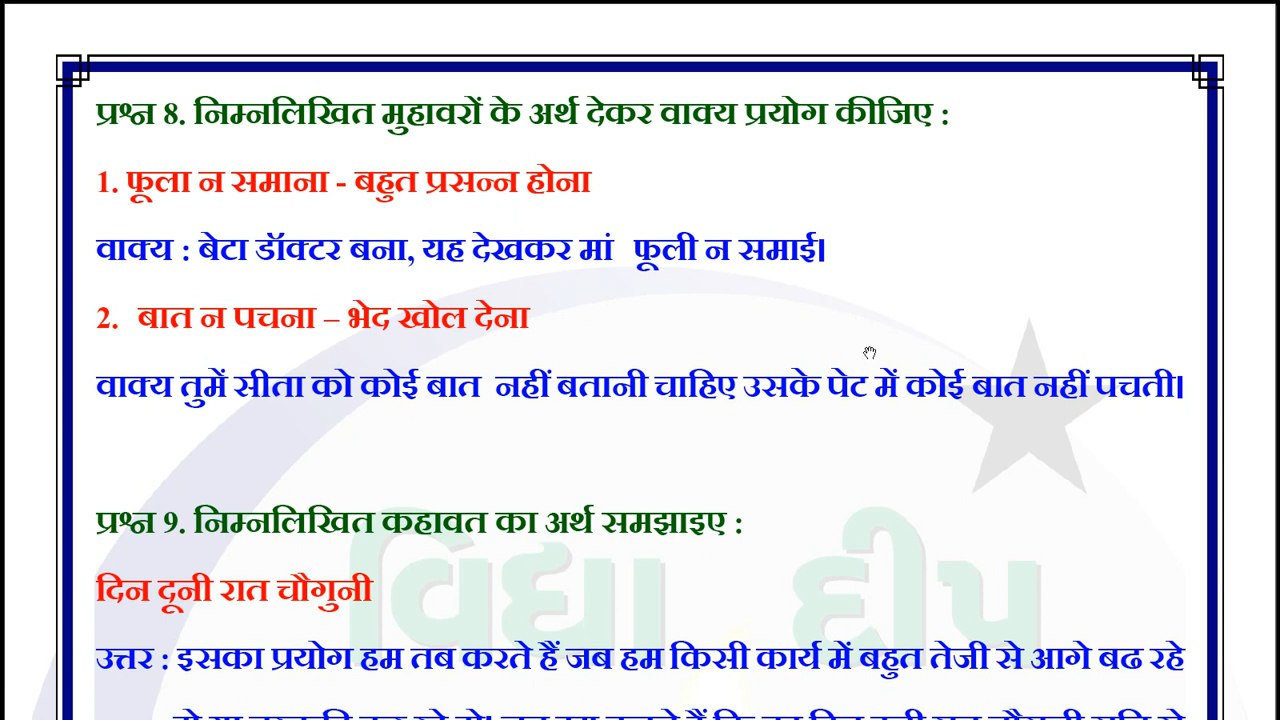 प्रश्न 8. निम्नलिखित मुहावरों के अर्थ देकर वाक्य प्रयोग कीजिए :
1. फूला न समाना - बहुत प्रसन्न होना
वाक्य : बेटा डॉक्टर बना, यह देखकर मां फूली न समाई।
2. बात न पचना – भेद खोल देना
वाक्य तुमें सीता को कोई बात नहीं बतानी चाहिए उसके पेट में कोई बात नहीं पचती।
प्रश्न 9. निम्नलिखित कहावत का अर्थ समझाइए :
दिन दूनी रात चौगुनी
વિદ્યા દીપ
उत्तर : इसका प्रयोग हम तब करते हैं जब हम किसी कार्य में बहुत तेजी से आगे बढ रहे